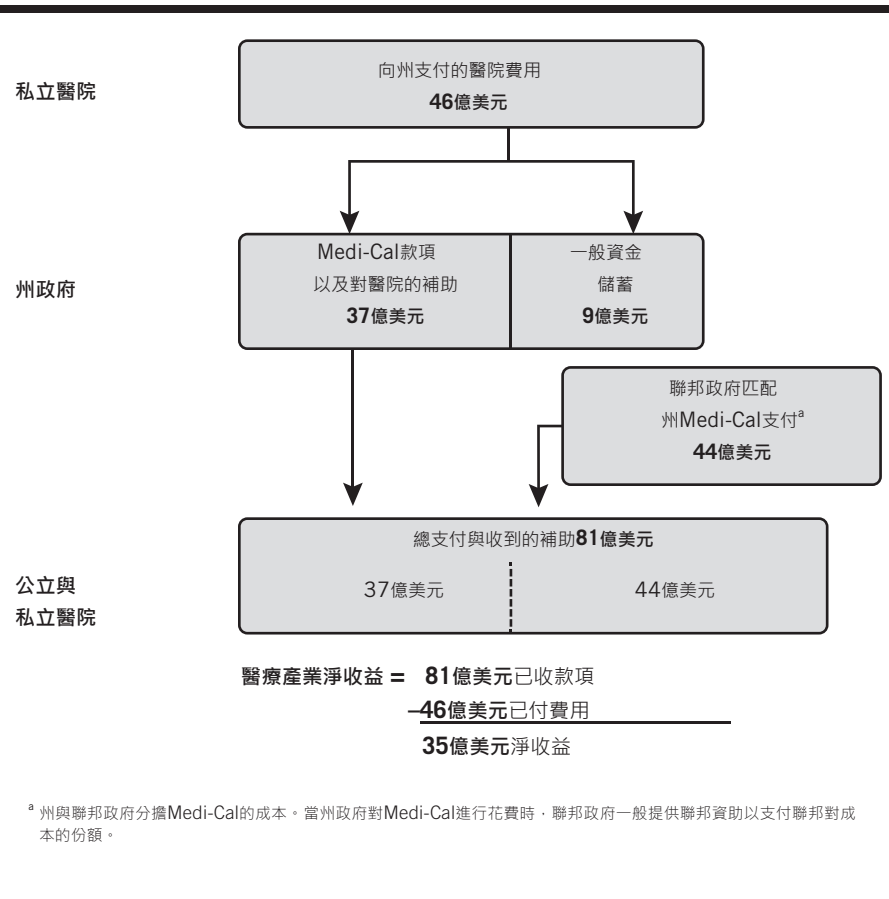 私立醫院
向州支付的醫院費用
46億美元
州政府
Medi-Cal款項
以及對醫院的補助
37億美元
一般資金
儲蓄
9億美元
聯邦政府匹配
州Medi-Cal支付ª
44億美元
公立與
私立醫院
總支付與收到的補助81億美元
37億美元
44億美元
醫療產業淨收益 = 81億美元已收款項
–46億美元已付費用
35億美元淨收益
ª 州與聯邦政府分擔Medi-Cal的成本。當州政府對Medi-Cal進行花費時，聯邦政府一般提供聯邦資助以支付聯邦對成
本的份額。